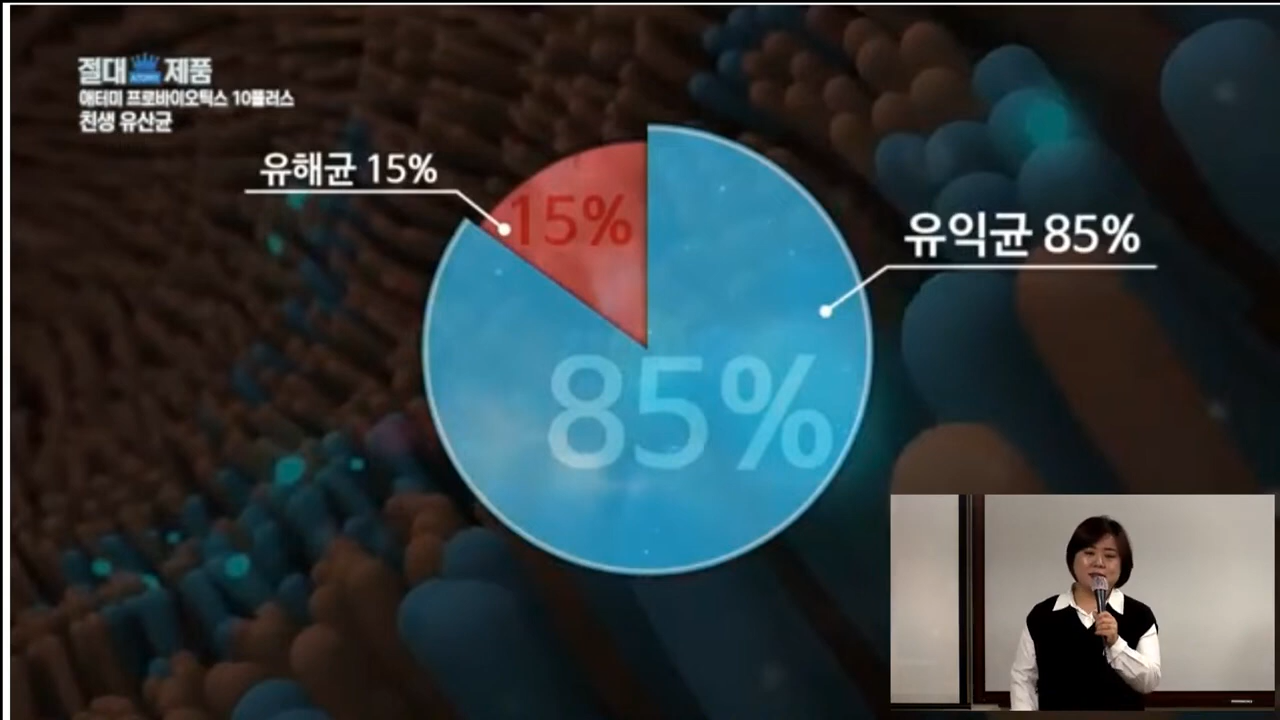 절대 ATOMY 제품
애터미 프로바이오틱스 10플러스
친생 유산균
유해균 15%
15%
유익균 85%
85%